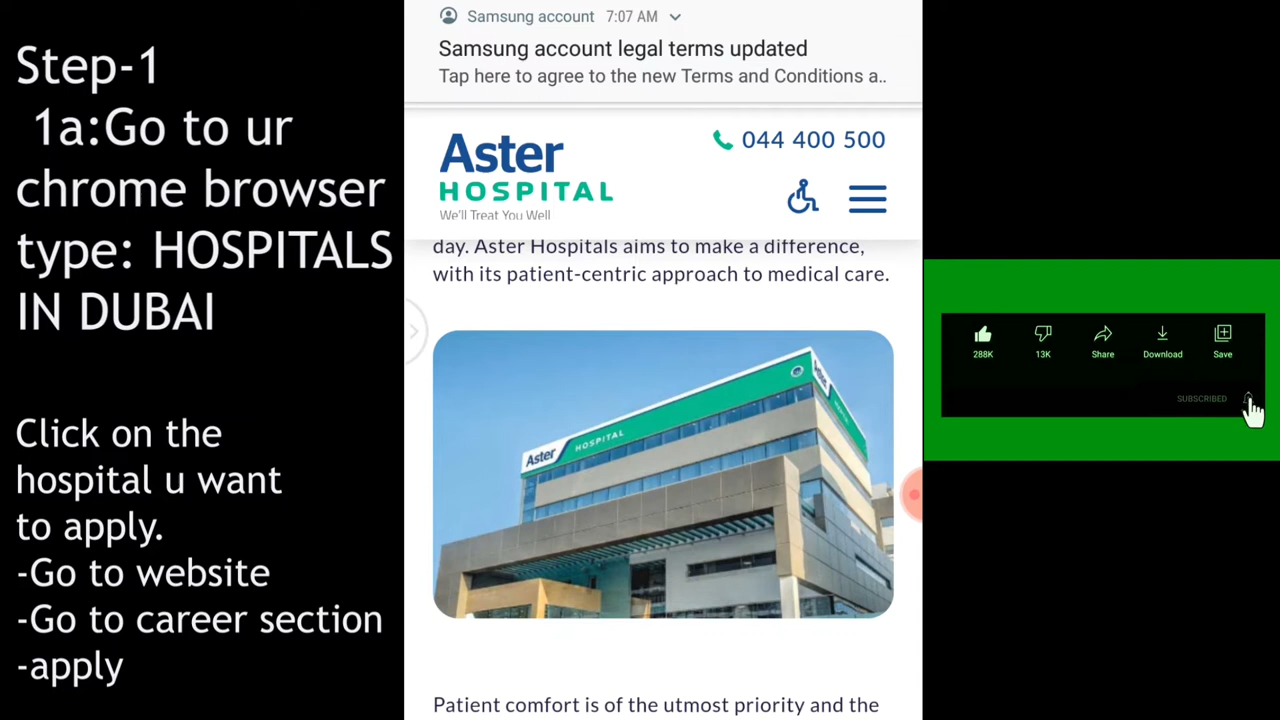 Step-1
1a:Go to ur
chrome browser
type: HOSPITALS
IN DUBAI
Click on the
hospital u want
to apply.
-Go to website
-Go to career section
-apply
Samsung account 7:07 AM
Samsung account legal terms updated
Tap here to agree to the new Terms and Conditions a..
Aster
HOSPITAL
We'll Treat You Well
044 400 500
day. Aster Hospitals aims to make a difference,
with its patient-centric approach to medical care.
Aster HOSPITAL
Aster
Patient comfort is of the utmost priority and the
288K 13K Share Download Save
SUBSCRIBED